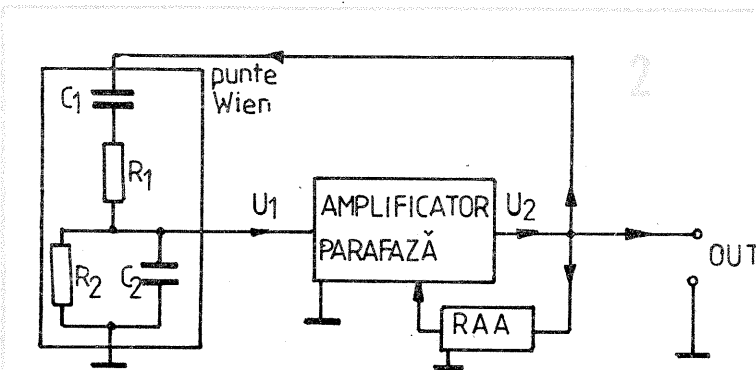 2
punte
Wien
C1
R1
R2
C2
U1
AMPLIFICATOR
PARAFAZĂ
U2
OUT
RAA